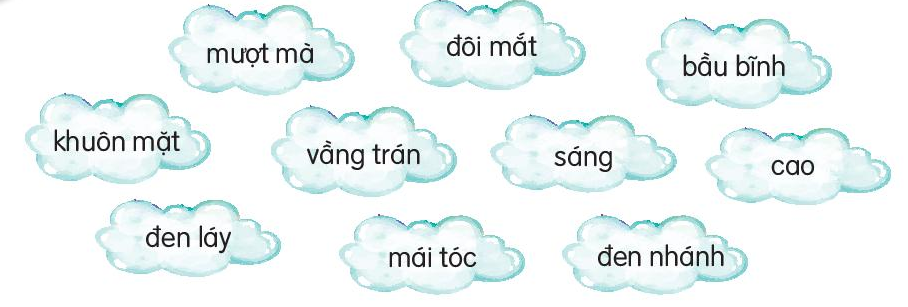 mượt mà
đôi mắt
bầu bĩnh
khuôn mặt
vầng trán
sáng
cao
đen láy
mái tóc
đen nhánh